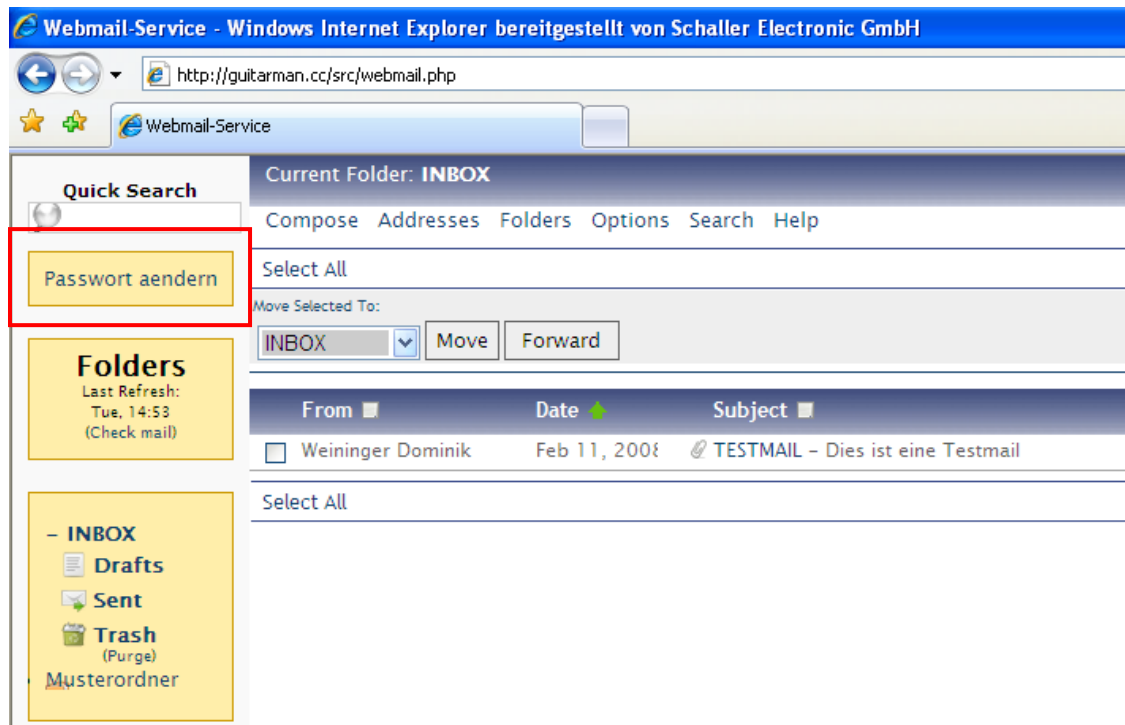 Webmail-Service - Windows Internet Explorer bereitgestellt von Schaller Electronic GmbH
http://guitarman.cc/src/webmail.php
Webmail-Service
Quick Search
Passwort aendern
Folders
Last Refresh:
Tue, 14:53
(Check mail)
– INBOX
Drafts
Sent
Trash
(Purge)
Musterordner
Current Folder: INBOX
Compose Addresses Folders Options Search Help
Select All
Move Selected To:
INBOX Move Forward
From Date Subject
Weininger Dominik Feb 11, 2008 TESTMAIL – Dies ist eine Testmail
Select All